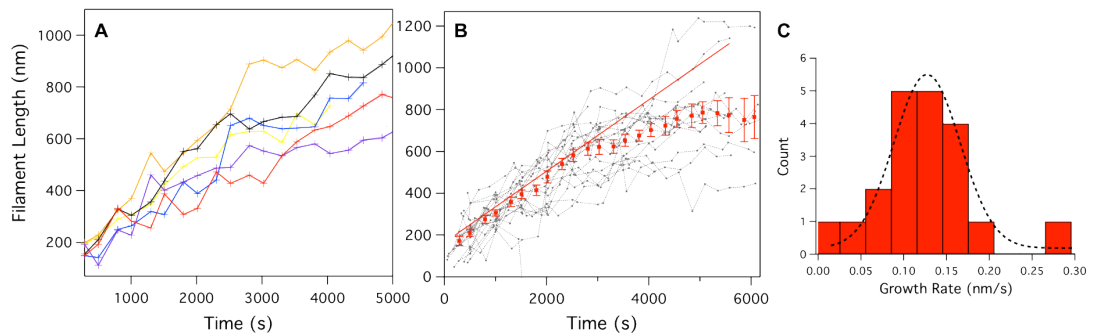 A
Filament Length (nm)
1000
800
600
400
200
1000 2000 3000 4000 5000
Time (s)
B
1200
1000
800
600
400
200
0
0 2000 4000 6000
Time (s)
C
Count
6
5
4
3
2
1
0
0.00 0.05 0.10 0.15 0.20 0.30
Growth Rate (nm/s)